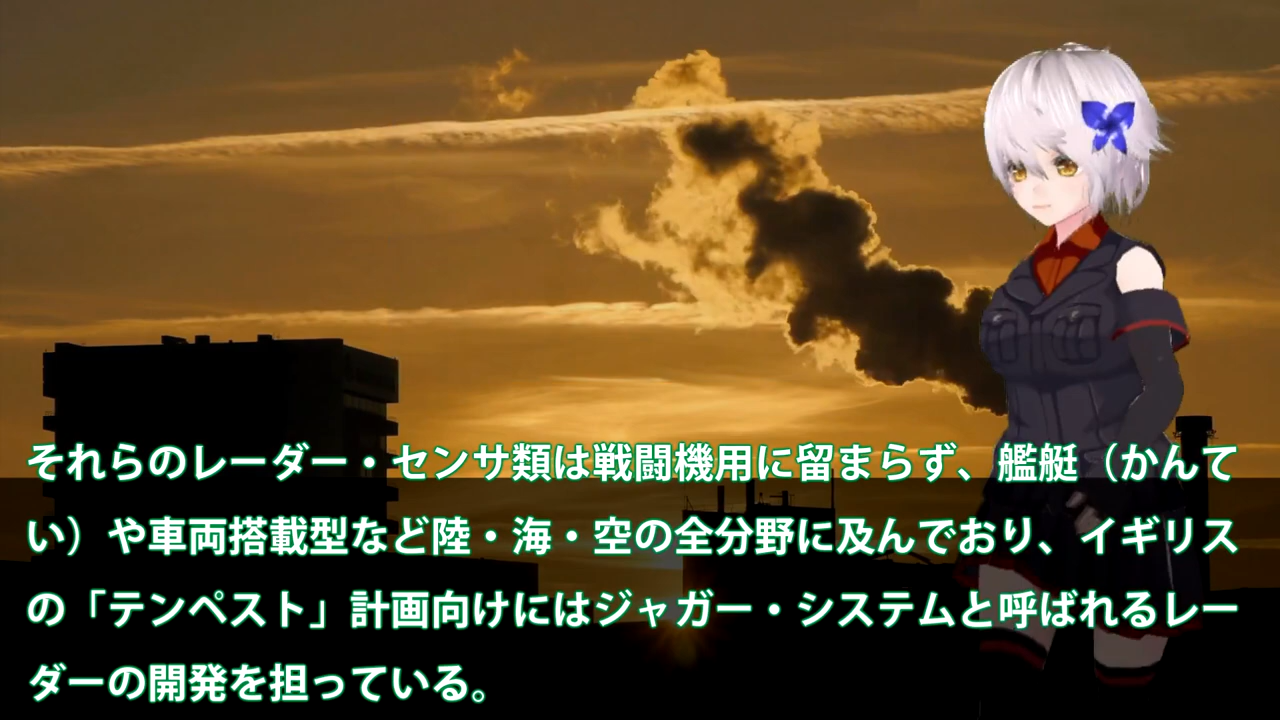 それらのレーダー・センサ類は戦闘機用に留まらず、艦艇（かんて
い）や車両搭載型など陸・海・空の全分野に及んでおり、イギリス
の「テンペスト」計画向けにはジャガー・システムと呼ばれるレー
ダーの開発を担っている。